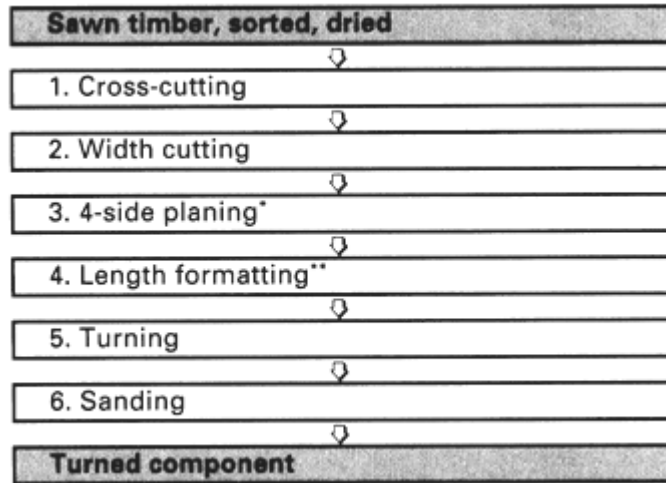 Sawn timber, sorted, dried
1. Cross-cutting
2. Width cutting
3. 4-side planing*
4. Length formatting**
5. Turning
6. Sanding
Turned component